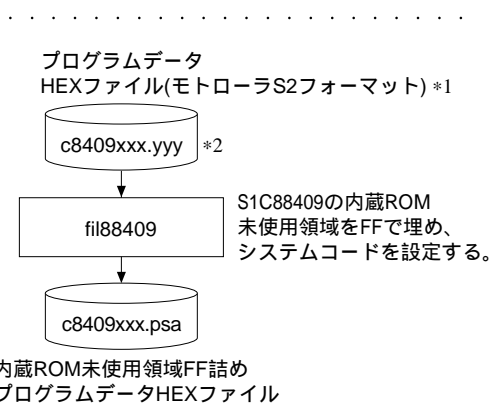 プログラムデータ
HEXファイル(モトローラS2フォーマット) *1
c8409xxx.yyy *2
fil88409
S1C88409の内蔵ROM
未使用領域をFFで埋め、
システムコードを設定する。
c8409xxx.psa
内蔵ROM未使用領域FF詰め
プログラムデータHEXファイル